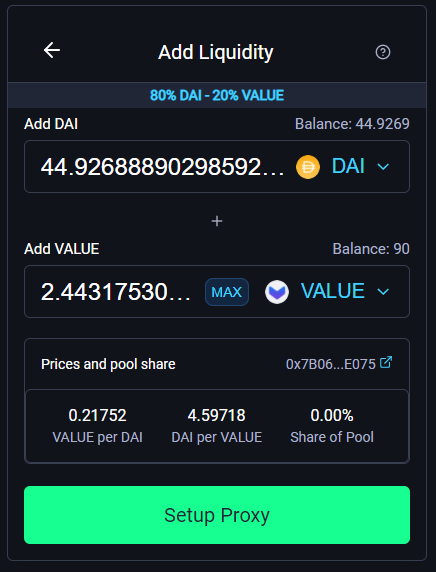 Add Liquidity
80% DAI - 20% VALUE
Add DAI Balance: 44.9269
44.92688890298592... DAI
+
Add VALUE Balance: 90
2.44317530... MAX VALUE
Prices and pool share 0x7B06...E075
0.21752 4.59718 0.00%
VALUE per DAI DAI per VALUE Share of Pool
Setup Proxy